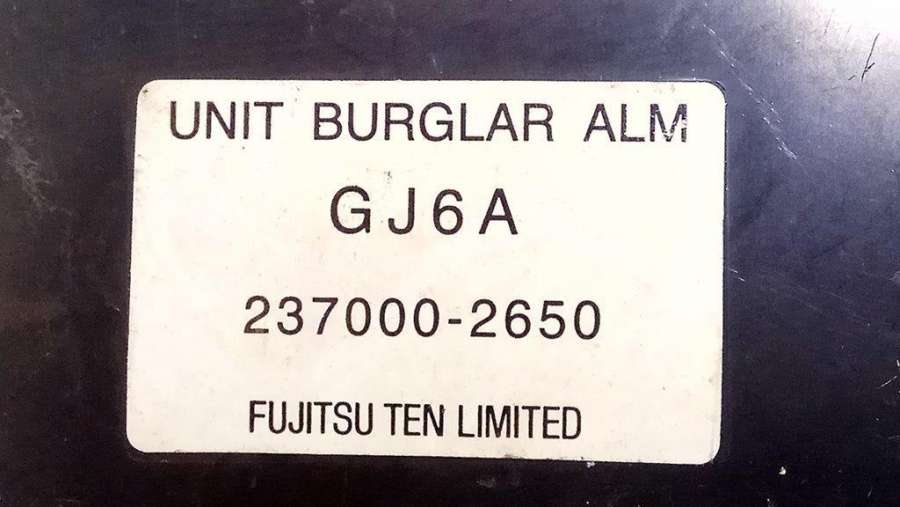 UNIT BURGLAR ALM
GJ6A
237000-2650
FUJITSU TEN LIMITED